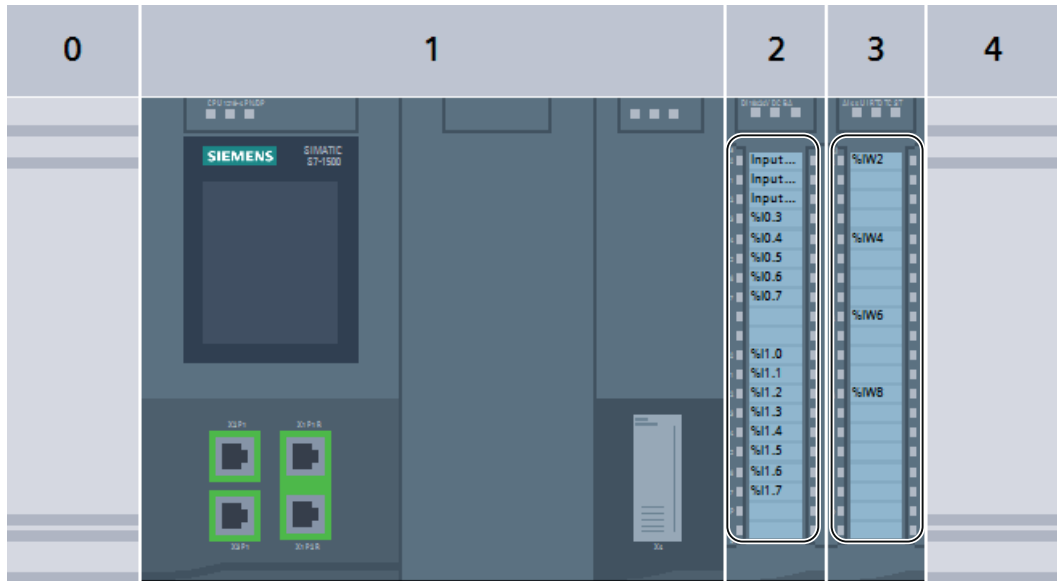 0
1
2
3
4
SIEMENS
SIMATIC
S7-1500
X1 P1 R
Input...
Input...
Input...
%I0.3
%I0.4
%I0.5
%I0.6
%I0.7
%I1.0
%I1.1
%I1.2
%I1.3
%I1.4
%I1.5
%I1.6
%I1.7
%IW2
%IW4
%IW6
%IW8